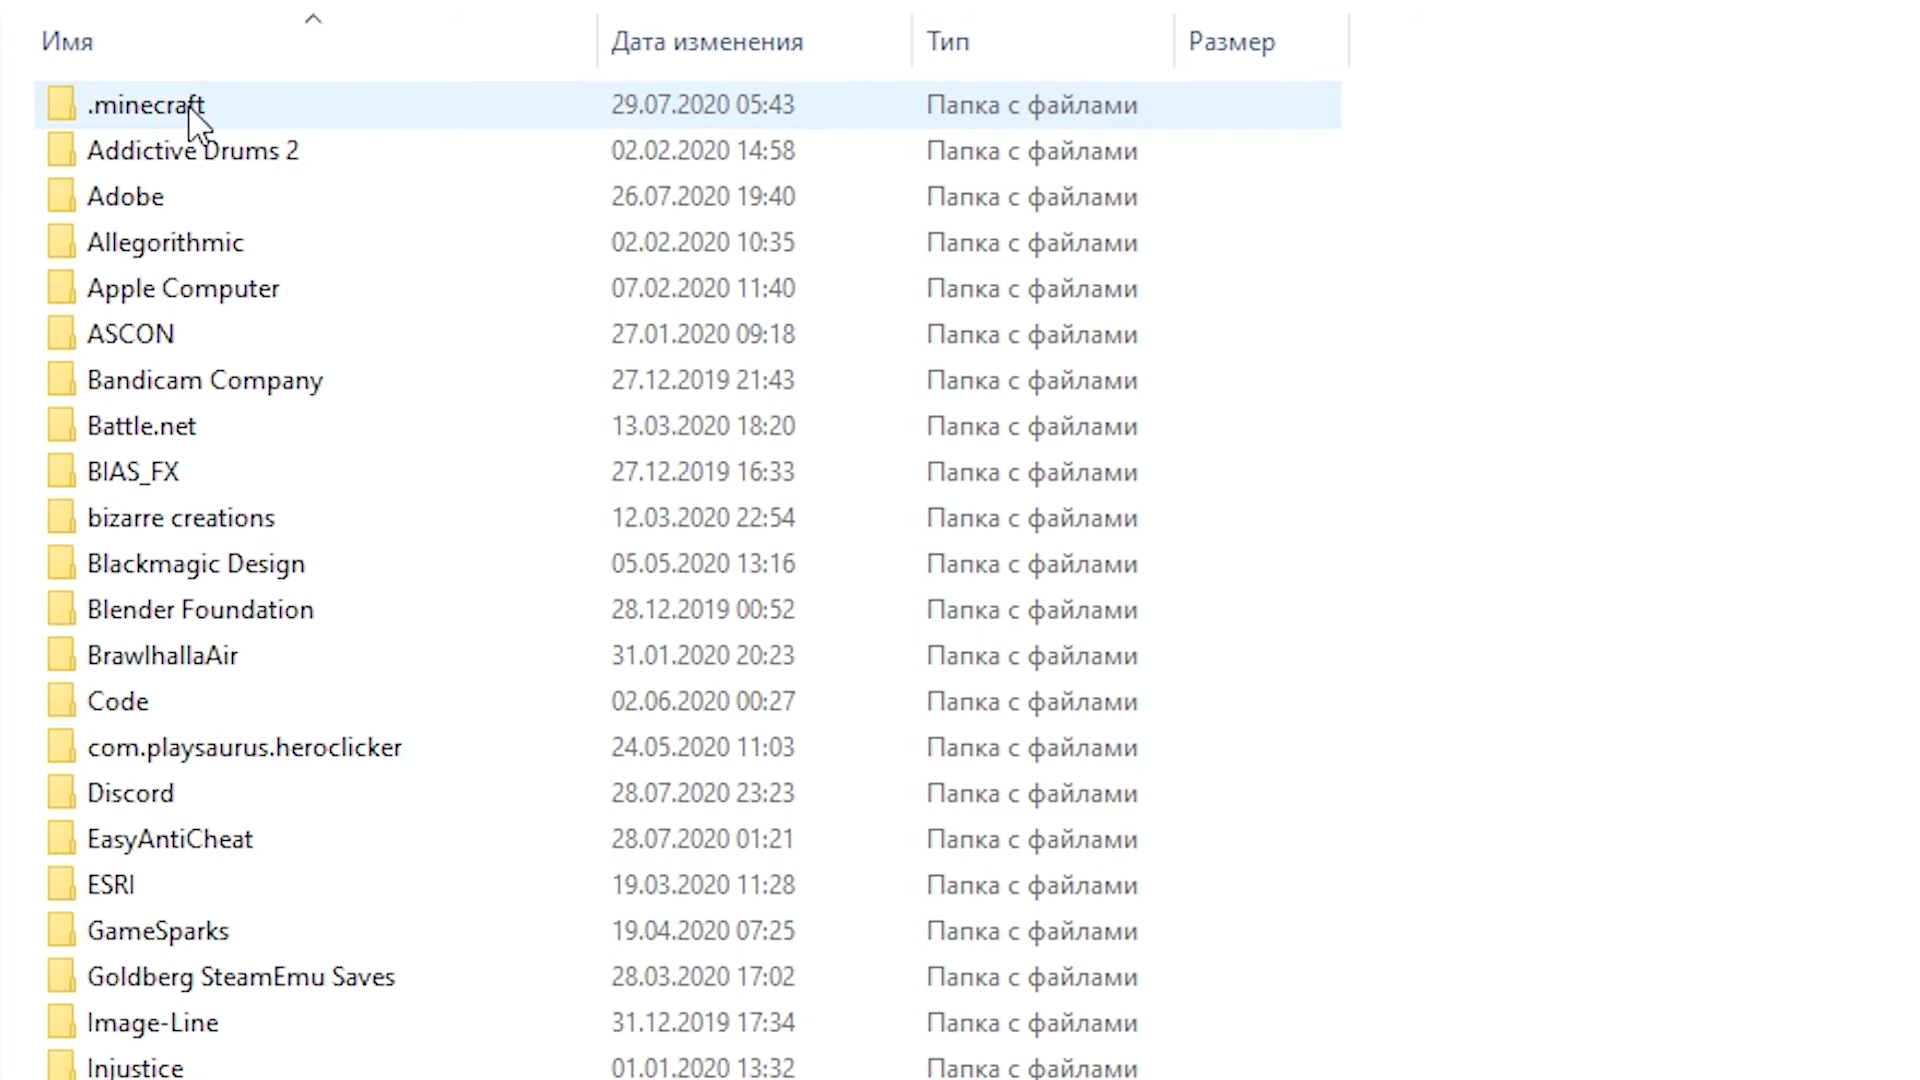 Имя Дата изменения Тип Размер
.minecraft 29.07.2020 05:43 Папка с файлами
Addictive Drums 2 02.02.2020 14:58 Папка с файлами
Adobe 26.07.2020 19:40 Папка с файлами
Allegorithmic 02.02.2020 10:35 Папка с файлами
Apple Computer 07.02.2020 11:40 Папка с файлами
ASCON 27.01.2020 09:18 Папка с файлами
Bandicam Company 27.12.2019 21:43 Папка с файлами
Battle.net 13.03.2020 18:20 Папка с файлами
BIAS_FX 27.12.2019 16:33 Папка с файлами
bizarre creations 12.03.2020 22:54 Папка с файлами
Blackmagic Design 05.05.2020 13:16 Папка с файлами
Blender Foundation 28.12.2019 00:52 Папка с файлами
BrawlhallaAir 31.01.2020 20:23 Папка с файлами
Code 02.06.2020 00:27 Папка с файлами
com.playsaurus.heroclicker 24.05.2020 11:03 Папка с файлами
Discord 28.07.2020 23:23 Папка с файлами
EasyAntiCheat 28.07.2020 01:21 Папка с файлами
ESRI 19.03.2020 11:28 Папка с файлами
GameSparks 19.04.2020 07:25 Папка с файлами
Goldberg SteamEmu Saves 28.03.2020 17:02 Папка с файлами
Image-Line 31.12.2019 17:34 Папка с файлами
Injustice 01.01.2020 13:32 Папка с файлами